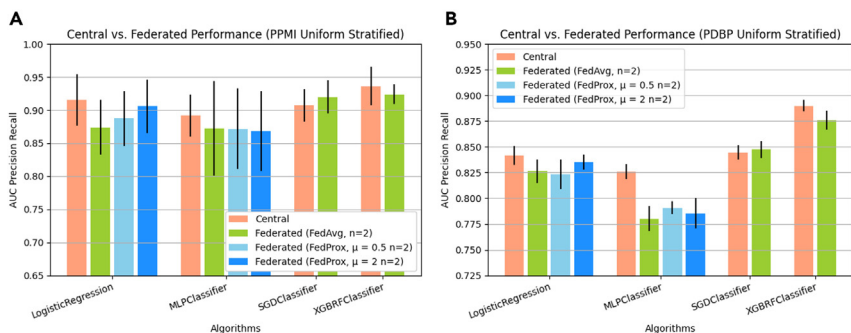 A
Central vs. Federated Performance (PPMI Uniform Stratified)
1.00
0.95
0.90
0.85
0.80
0.75
0.70
0.65
AUC Precision Recall
Central
Federated (FedAvg, n=2)
Federated (FedProx, μ = 0.5 n=2)
Federated (FedProx, μ = 2 n=2)
LogisticRegression
MLPClassifier
SGDClassifier
XGBRFClassifier
Algorithms
B
Central vs. Federated Performance (PDBP Uniform Stratified)
0.950
0.925
0.900
0.875
0.850
0.825
0.800
0.775
0.750
0.725
AUC Precision Recall
Central
Federated (FedAvg, n=2)
Federated (FedProx, μ = 0.5 n=2)
Federated (FedProx, μ = 2 n=2)
LogisticRegression
MLPClassifier
SGDClassifier
XGBRFClassifier
Algorithms